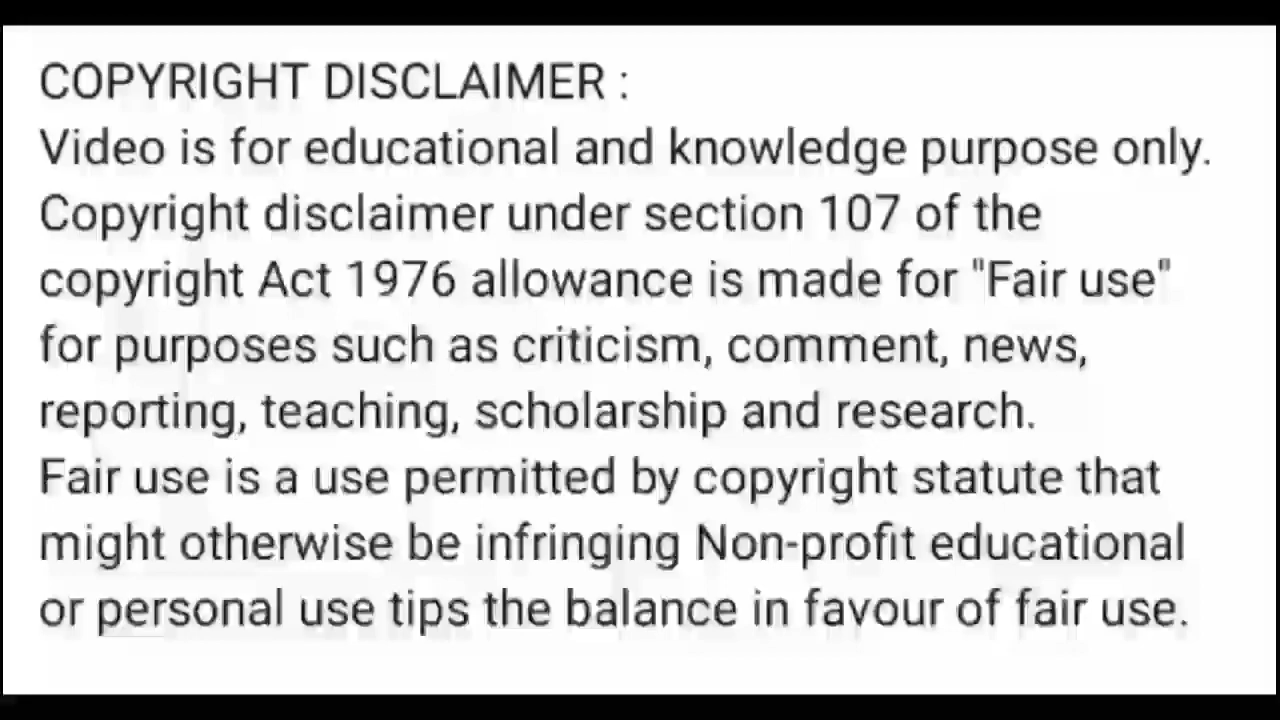 COPYRIGHT DISCLAIMER :
Video is for educational and knowledge purpose only.
Copyright disclaimer under section 107 of the
copyright Act 1976 allowance is made for "Fair use"
for purposes such as criticism, comment, news,
reporting, teaching, scholarship and research.
Fair use is a use permitted by copyright statute that
might otherwise be infringing Non-profit educational
or personal use tips the balance in favour of fair use.